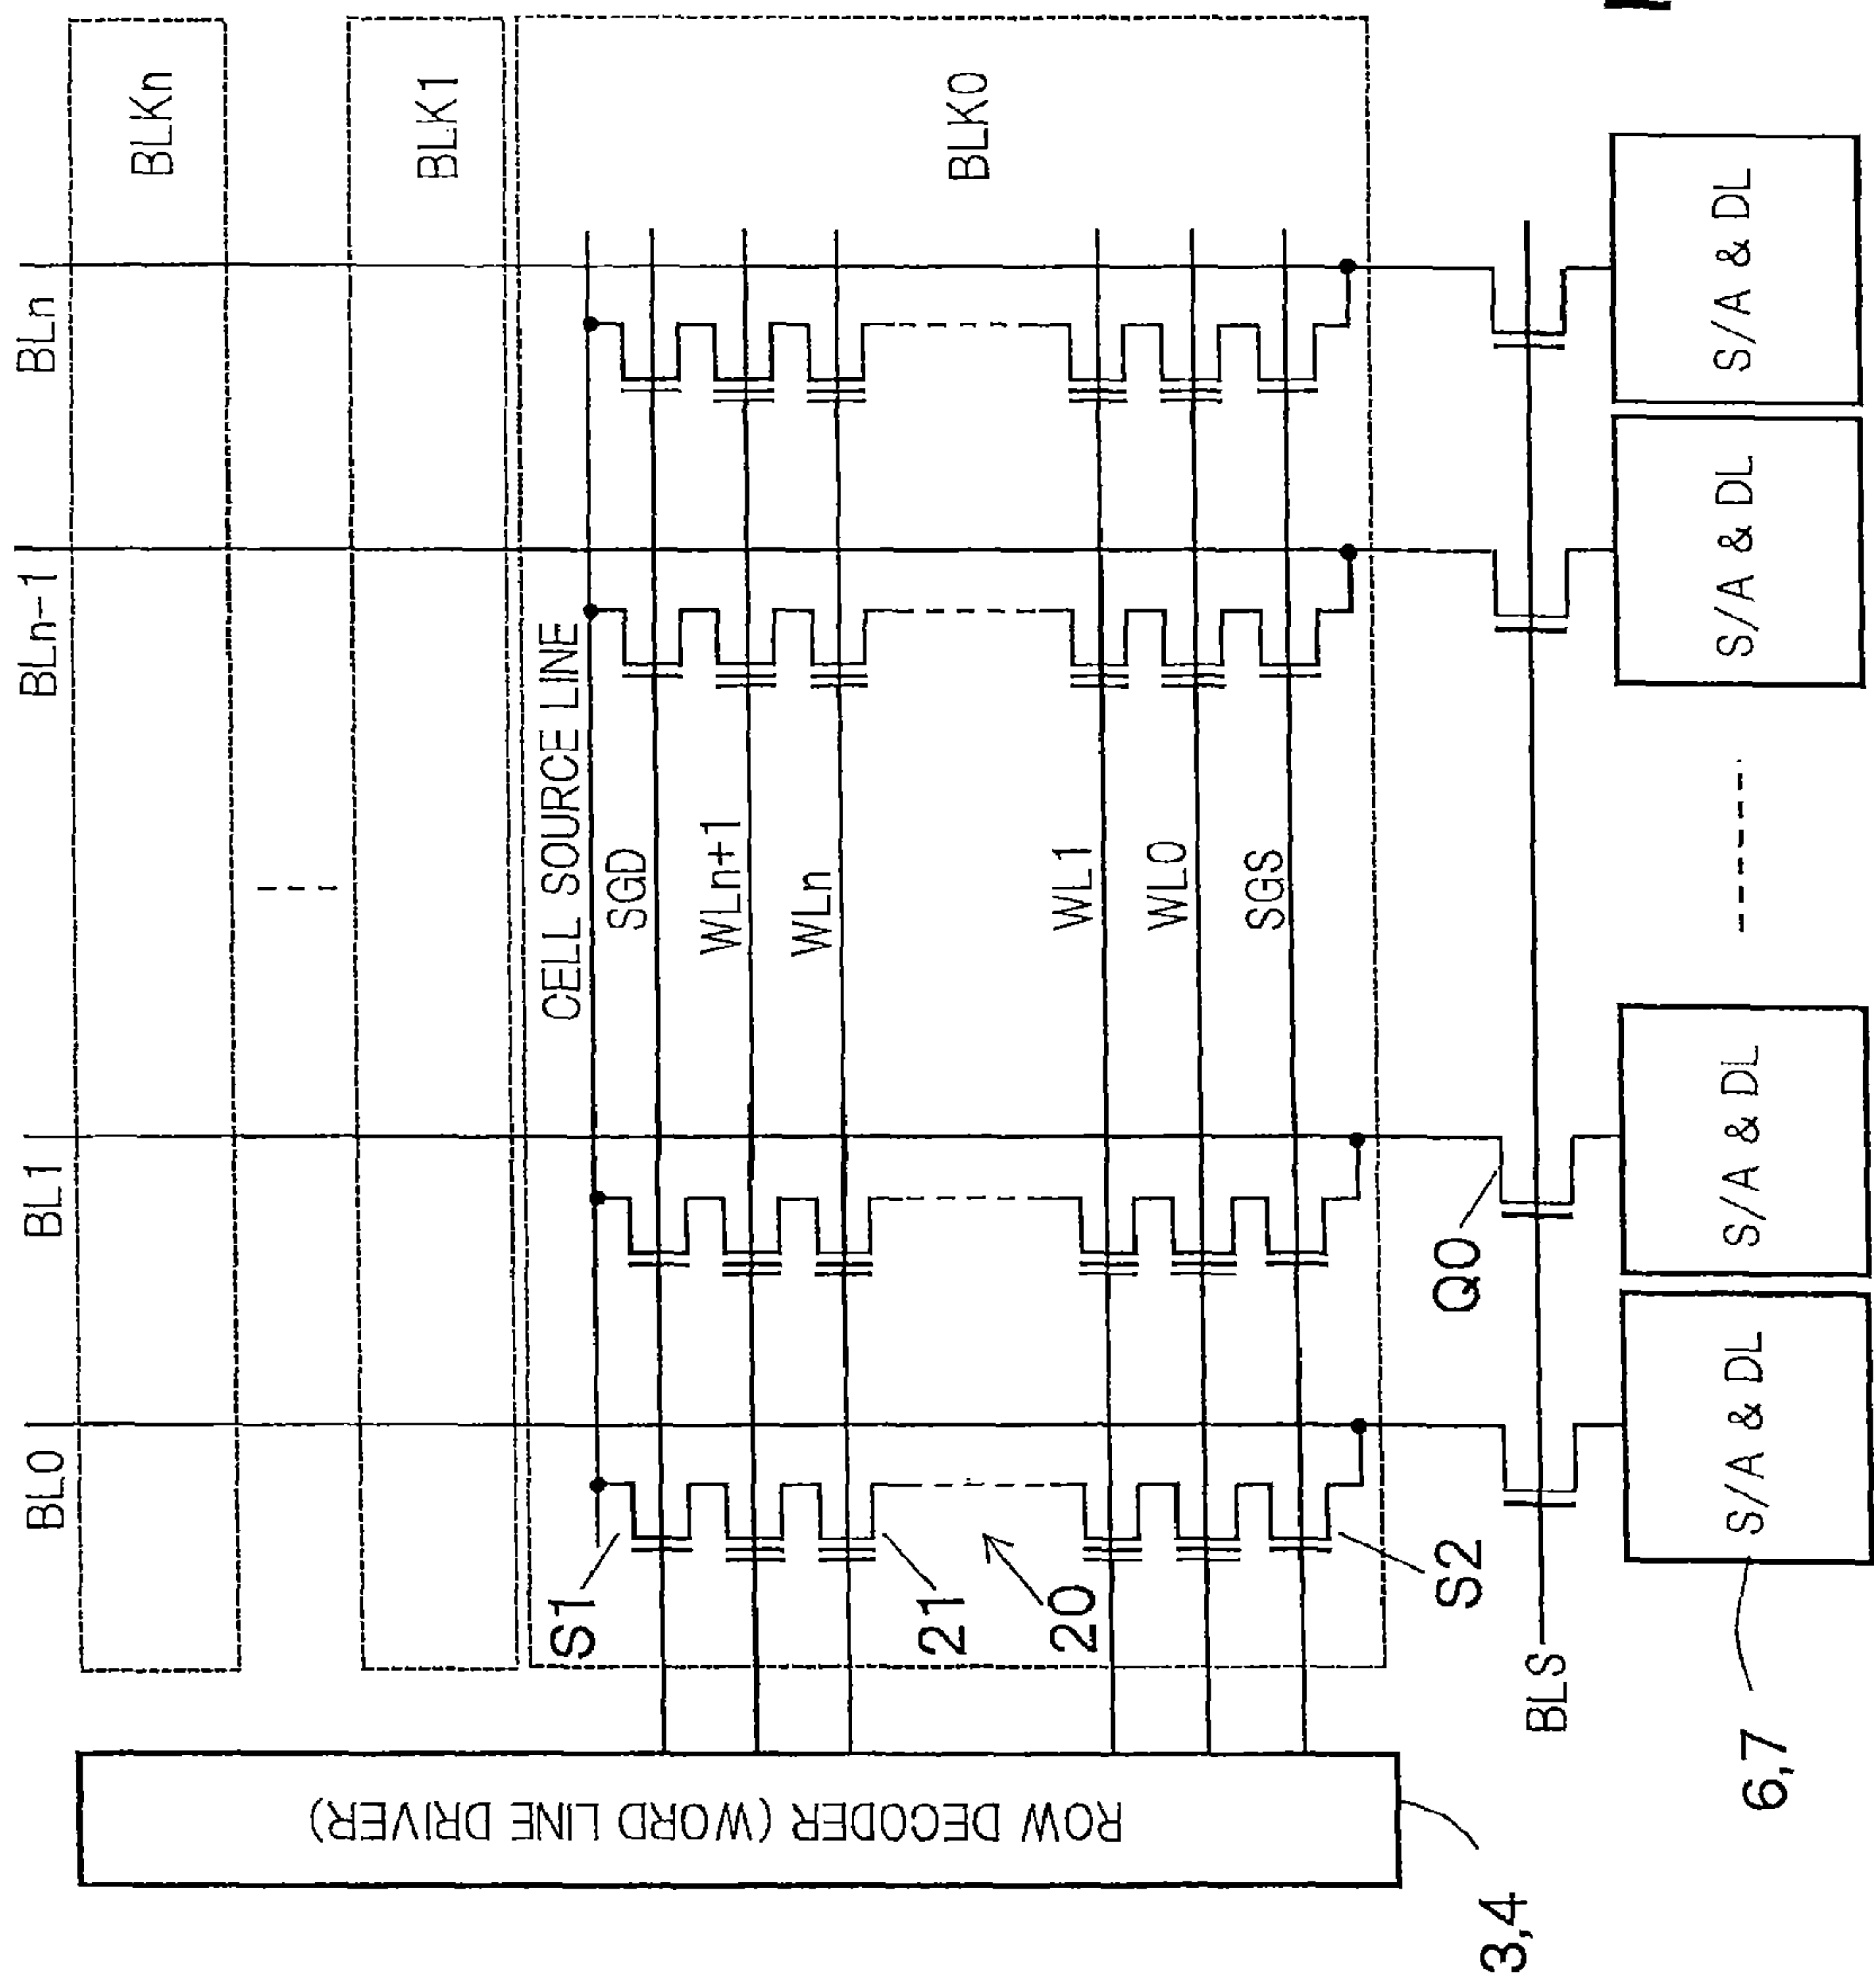 BLn
BLn-1
BL1
BL0
BLKn
BLK1
BLK0
CELL SOURCE LINE
SGD
WLn+1
WLn
WL1
WL0
SGS
S1
21
20
S2
Q0
BLS
ROW DECODER (WORD LINE DRIVER)
3,4
S/A & DL
S/A & DL
S/A & DL
S/A & DL
6,7